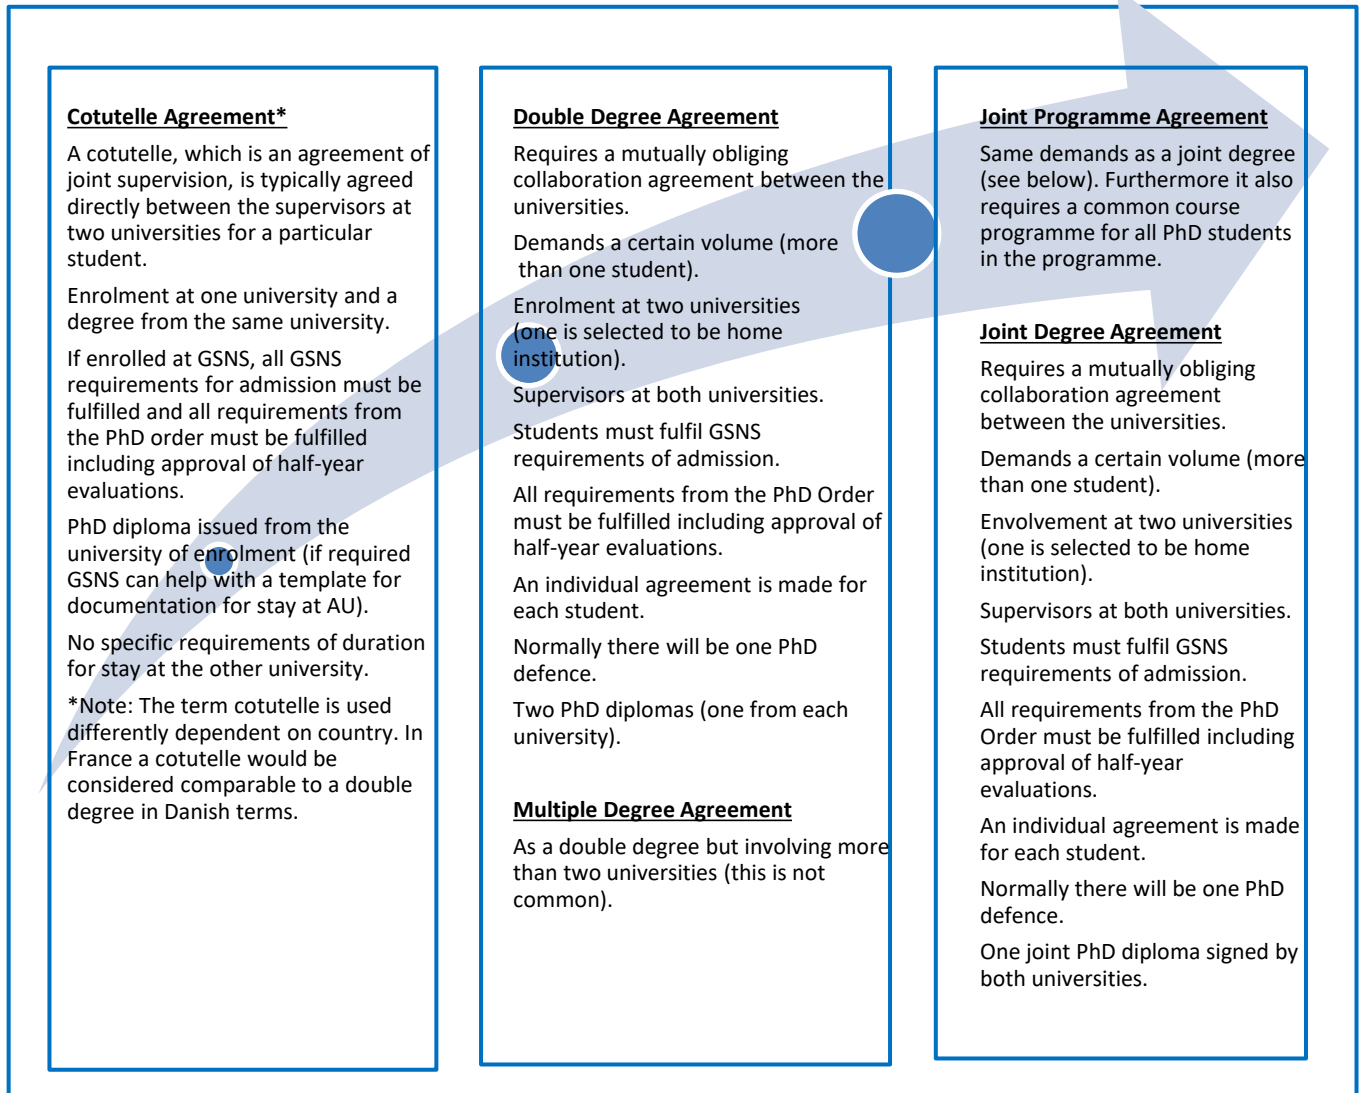 Cotutelle Agreement*
A cotutelle, which is an agreement of
joint supervision, is typically agreed
directly between the supervisors at
two universities for a particular
student.
Enrolment at one university and a
degree from the same university.
If enrolled at GSNS, all GSNS
requirements for admission must be
fulfilled and all requirements from
the PhD order must be fulfilled
including approval of half-year
evaluations.
PhD diploma issued from the
university of enrolment (if required
GSNS can help with a template for
documentation for stay at AU).
No specific requirements of duration
for stay at the other university.
*Note: The term cotutelle is used
differently dependent on country. In
France a cotutelle would be
considered comparable to a double
degree in Danish terms.
Double Degree Agreement
Requires a mutually obliging
collaboration agreement between the
universities.
Demands a certain volume (more
than one student).
Enrolment at two universities
(one is selected to be home
institution).
Supervisors at both universities.
Students must fulfil GSNS
requirements of admission.
All requirements from the PhD Order
must be fulfilled including approval of
half-year evaluations.
An individual agreement is made for
each student.
Normally there will be one PhD
defence.
Two PhD diplomas (one from each
university).
Multiple Degree Agreement
As a double degree but involving more
than two universities (this is not
common).
Joint Programme Agreement
Same demands as a joint degree
(see below). Furthermore it also
requires a common course
programme for all PhD students
in the programme.
Joint Degree Agreement
Requires a mutually obliging
collaboration agreement
between the universities.
Demands a certain volume (more
than one student).
Envolvement at two universities
(one is selected to be home
institution).
Supervisors at both universities.
Students must fulfil GSNS
requirements of admission.
All requirements from the PhD
Order must be fulfilled including
approval of half-year
evaluations.
An individual agreement is made
for each student.
Normally there will be one PhD
defence.
One joint PhD diploma signed by
both universities.